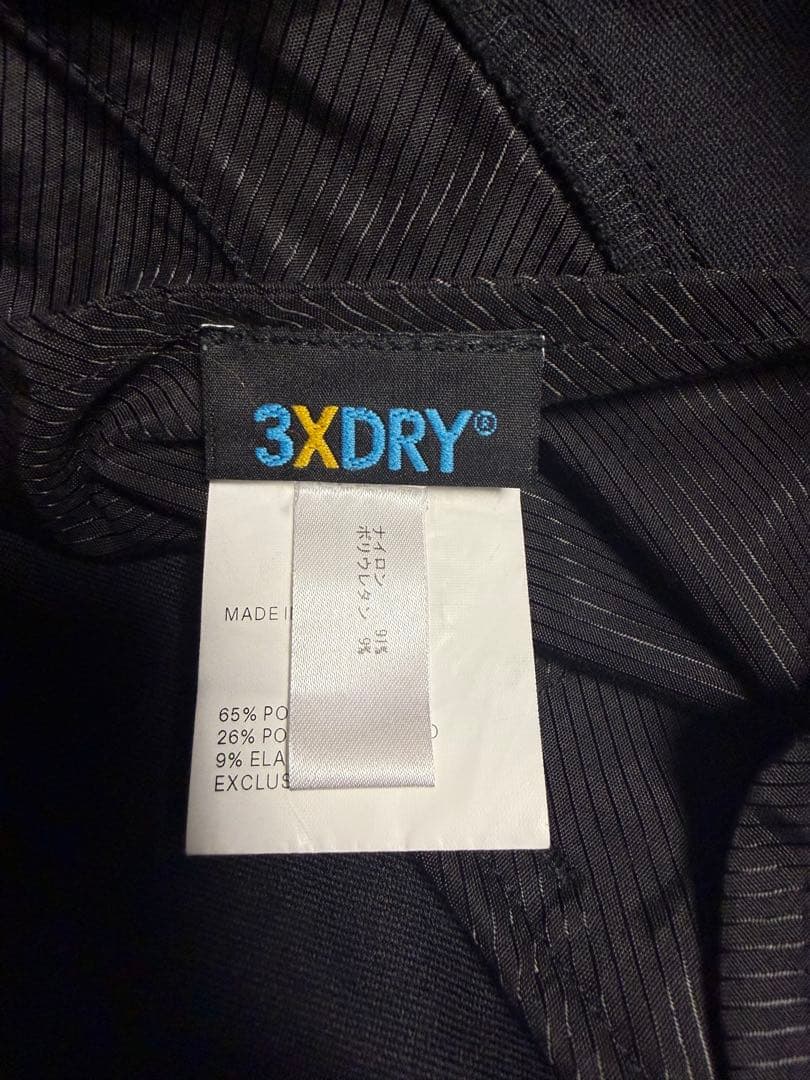 3XDRY®
ナイロン 91%
ポリウレタン 9%
MADE I
65% PO
26% PO
9% ELA
EXCLUS